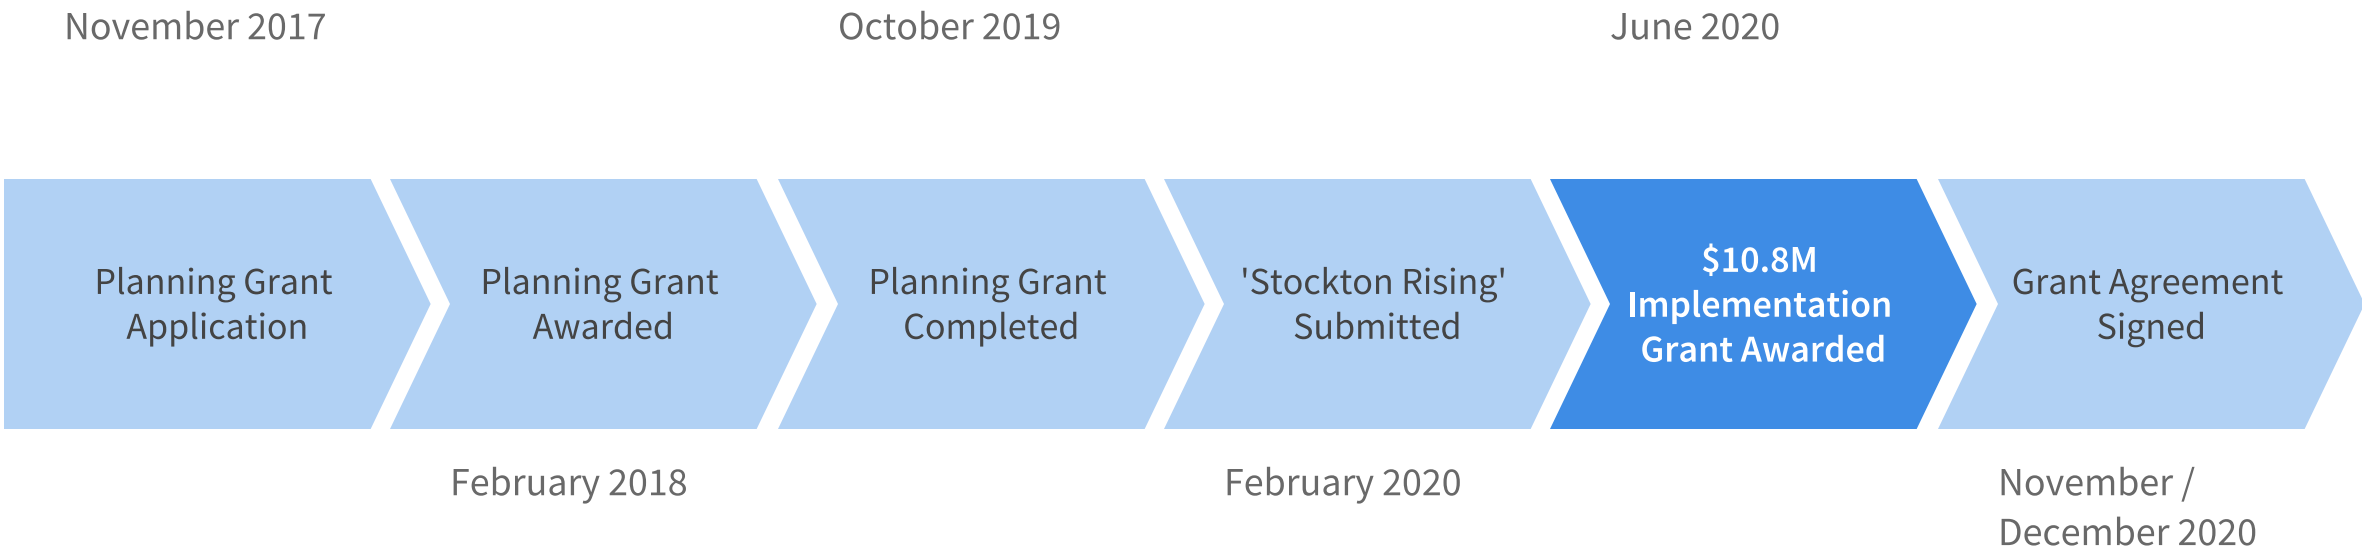 November 2017
October 2019
June 2020
Planning Grant
Application
Planning Grant
Awarded
Planning Grant
Completed
'Stockton Rising'
Submitted
$10.8M
Implementation
Grant Awarded
Grant Agreement
Signed
February 2018
February 2020
November /
December 2020